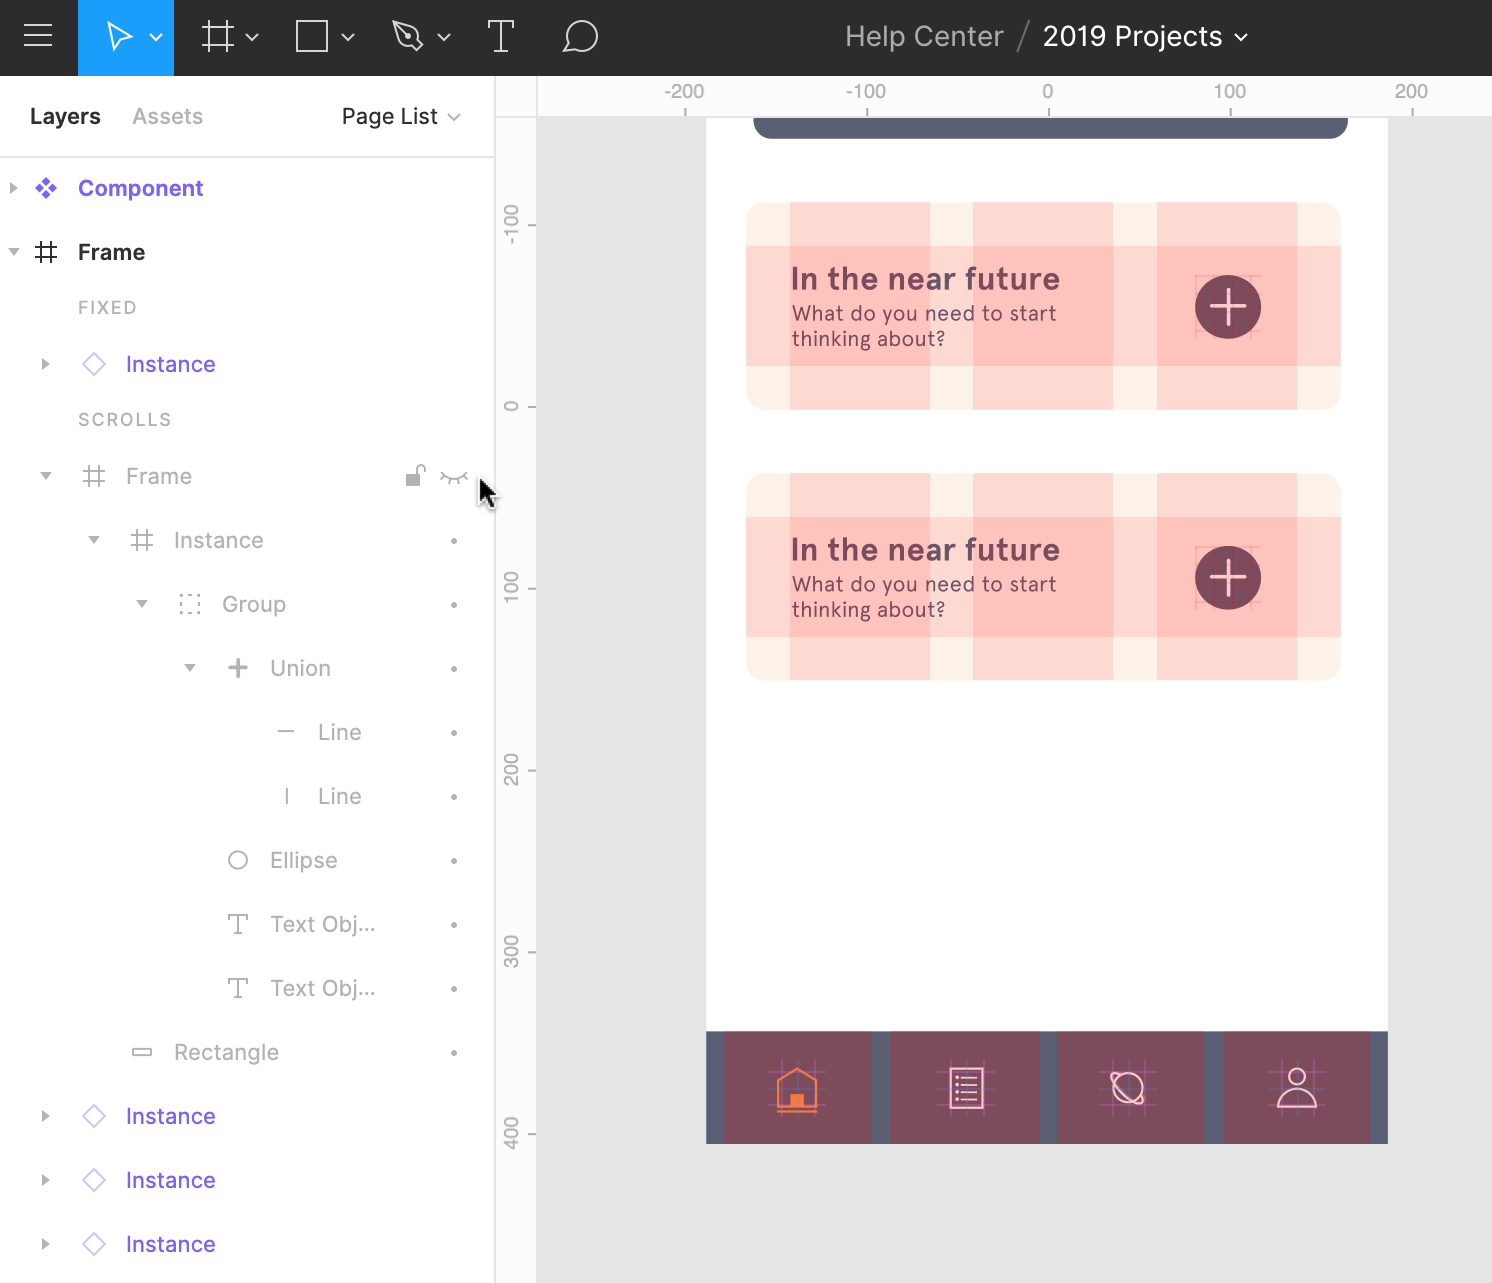 Help Center / 2019 Projects
Layers Assets Page List
-200 -100 0 100 200
Component
Frame
FIXED
Instance
SCROLLS
Frame
Instance
Group
Union
Line
Line
Ellipse
Text Obj...
Text Obj...
Rectangle
Instance
Instance
Instance
-100
0
100
200
300
400
In the near future
What do you need to start
thinking about?
In the near future
What do you need to start
thinking about?